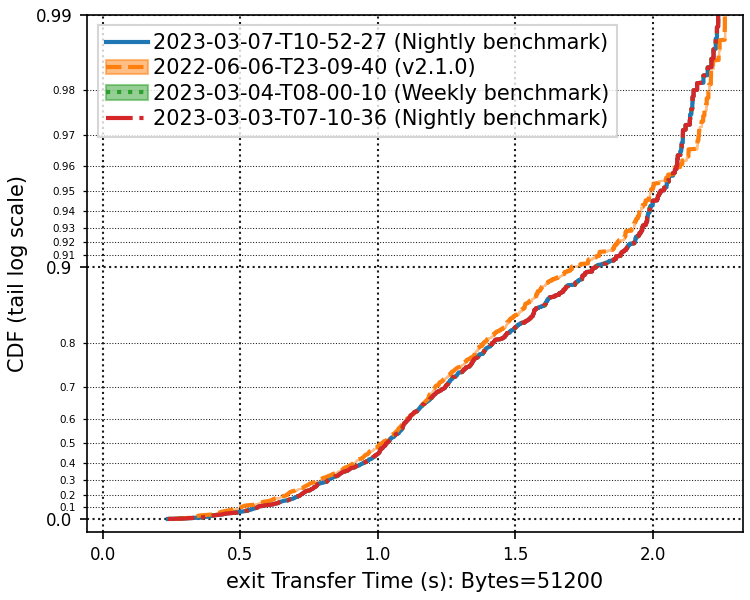 0.99
2023-03-07-T10-52-27 (Nightly benchmark)
2022-06-06-T23-09-40 (v2.1.0)
2023-03-04-T08-00-10 (Weekly benchmark)
2023-03-03-T07-10-36 (Nightly benchmark)
0.98
0.97
0.96
0.95
0.94
0.93
0.92
0.91
0.9
0.8
0.7
0.6
0.5
0.4
0.3
0.2
0.1
0.0
CDF (tail log scale)
0.0 0.5 1.0 1.5 2.0
exit Transfer Time (s): Bytes=51200